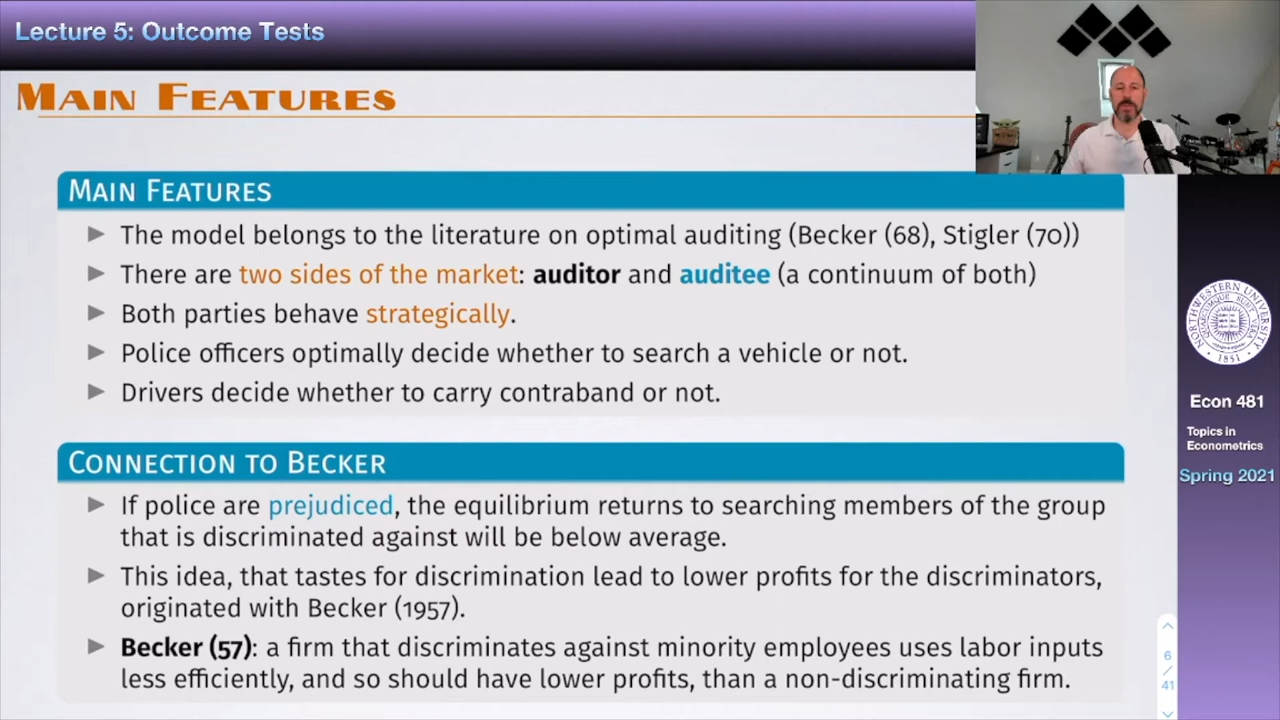 Lecture 5: Outcome Tests
Main Features
Main Features
▶ The model belongs to the literature on optimal auditing (Becker (68), Stigler (70))
▶ There are two sides of the market: auditor and auditee (a continuum of both)
▶ Both parties behave strategically.
▶ Police officers optimally decide whether to search a vehicle or not.
▶ Drivers decide whether to carry contraband or not.
Connection to Becker
▶ If police are prejudiced, the equilibrium returns to searching members of the group
that is discriminated against will be below average.
▶ This idea, that tastes for discrimination lead to lower profits for the discriminators,
originated with Becker (1957).
▶ Becker (57): a firm that discriminates against minority employees uses labor inputs
less efficiently, and so should have lower profits, than a non-discriminating firm.
NORTHWESTERN UNIVERSITY
1851
Econ 481
Topics in
Econometrics
Spring 2021
6
/
41